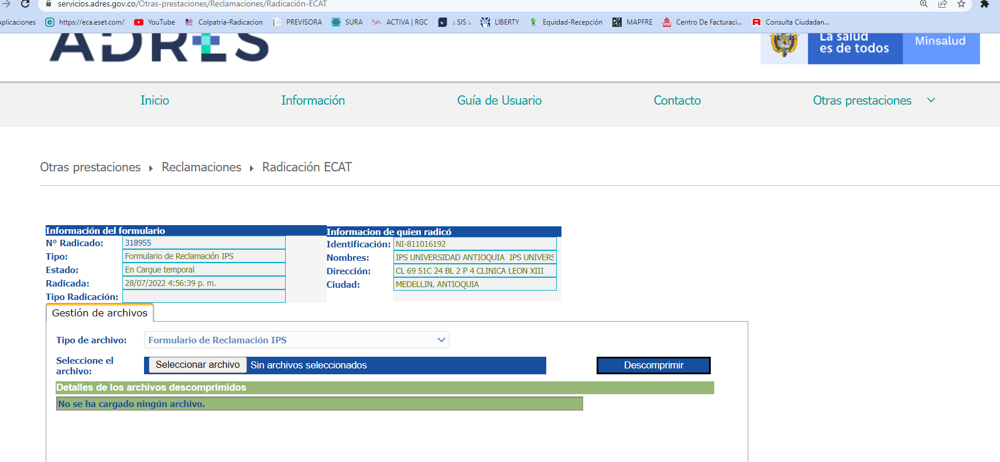 servicios.adres.gov.co/Otras-prestaciones/Reclamaciones/Radicación-ECAT
plicaciones https://eca.eset.com/ YouTube Colpatria-Radicacion PREVISORA SURA ACTIVA | RGC .: SIS :. LIBERTY Equidad-Recepción MAPFRE Centro De Facturaci... Consulta Ciudadan...
ADRES
La salud
es de todos
Minsalud
Inicio Información Guía de Usuario Contacto Otras prestaciones
Otras prestaciones Reclamaciones Radicación ECAT
Información del formulario
Nº Radicado: 318955
Tipo: Formulario de Reclamación IPS
Estado: En Cargue temporal
Radicada: 28/07/2022 4:56:39 p. m.
Tipo Radicación:
Informacion de quien radicó
Identificación: NI-811016192
Nombres: IPS UNIVERSIDAD ANTIOQUIA IPS UNIVERS
Dirección: CL 69 51C 24 BL 2 P 4 CLINICA LEON XIII
Ciudad: MEDELLIN, ANTIOQUIA
Gestión de archivos
Tipo de archivo: Formulario de Reclamación IPS
Seleccione el
archivo: Seleccionar archivo Sin archivos seleccionados Descomprimir
Detalles de los archivos descomprimidos
No se ha cargado ningún archivo.